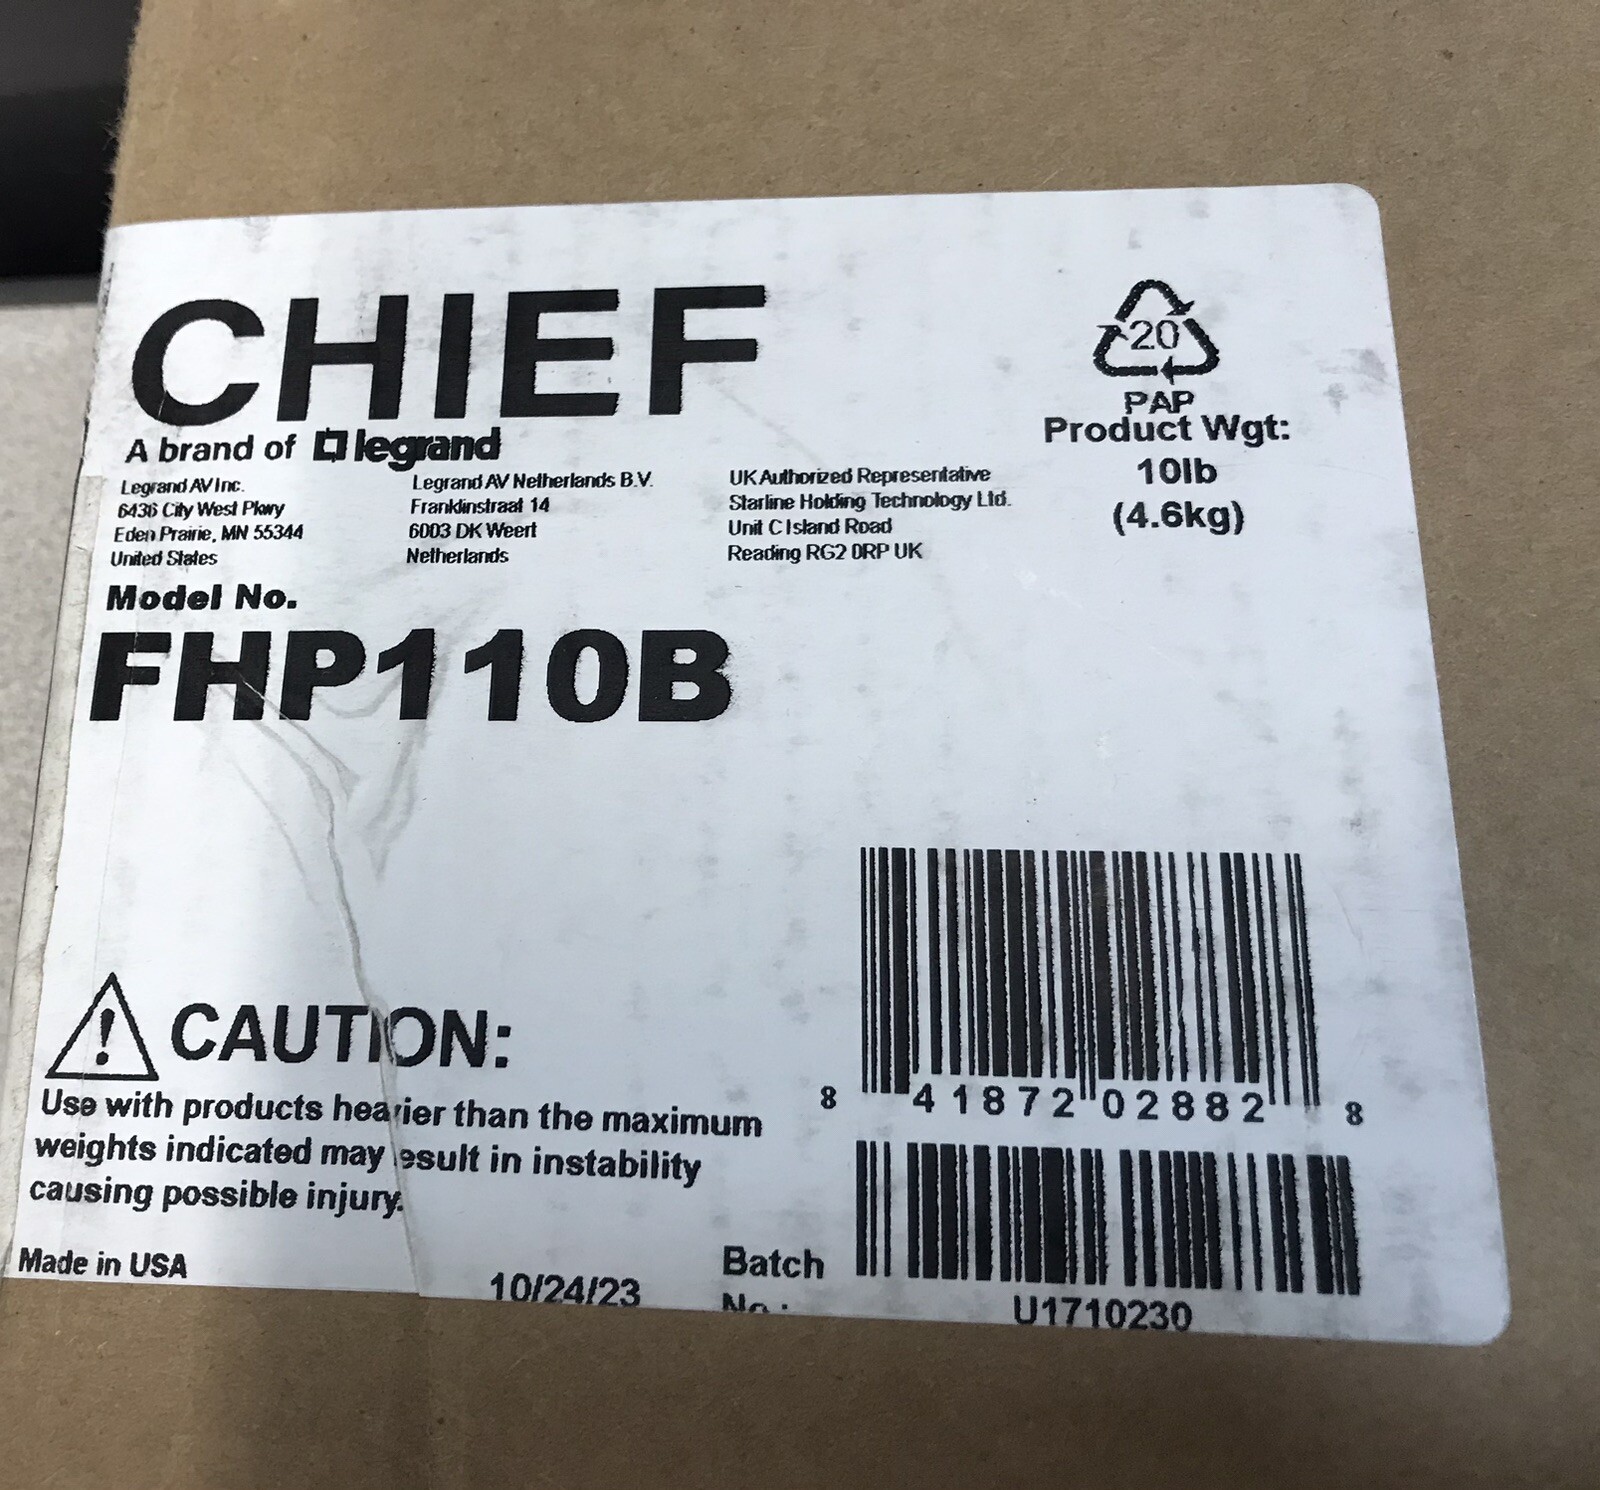 CHIEF
A brand of legrand
Legrand AV Inc.
6436 City West Pkwy
Eden Prairie, MN 55344
United States
Legrand AV Netherlands B.V.
Franklinstraat 14
6003 DK Weert
Netherlands
UK Authorized Representative
Starline Holding Technology Ltd.
Unit C Island Road
Reading RG2 0RP UK
20
PAP
Product Wgt:
10lb
(4.6kg)
Model No.
FHP110B
CAUTION:
Use with products heavier than the maximum
weights indicated may result in instability
causing possible injury.
Made in USA
10/24/23
8 41872 02882 8
Batch
No.:
U1710230